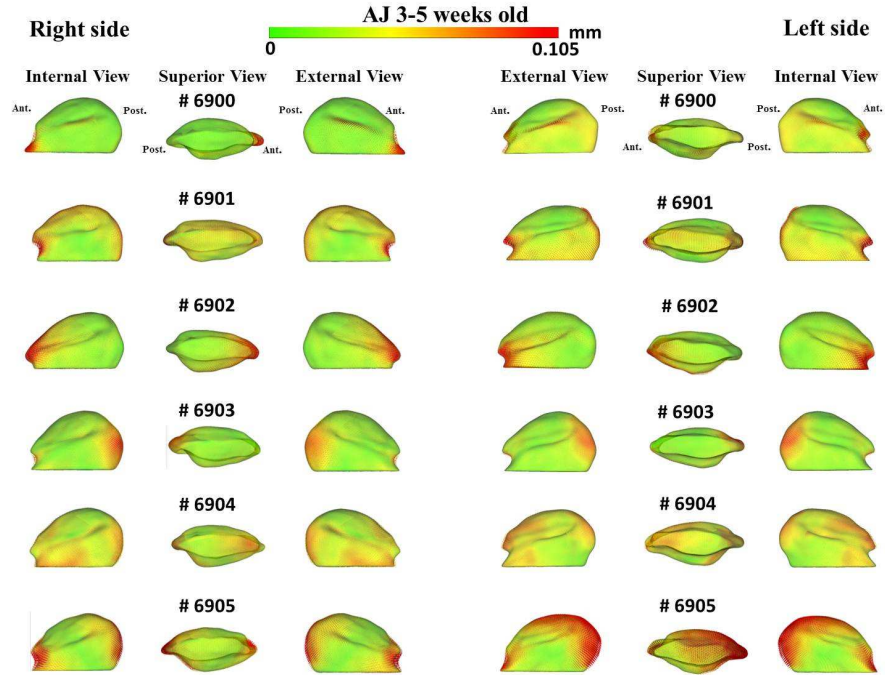 AJ 3-5 weeks old
Right side
Left side
0
0.105
mm
Internal View Superior View External View
External View Superior View Internal View
# 6900
# 6900
Ant. Post. Post. Ant.
Ant. Post. Post. Ant.
Post. Ant.
Ant. Post.
# 6901
# 6901
# 6902
# 6902
# 6903
# 6903
# 6904
# 6904
# 6905
# 6905